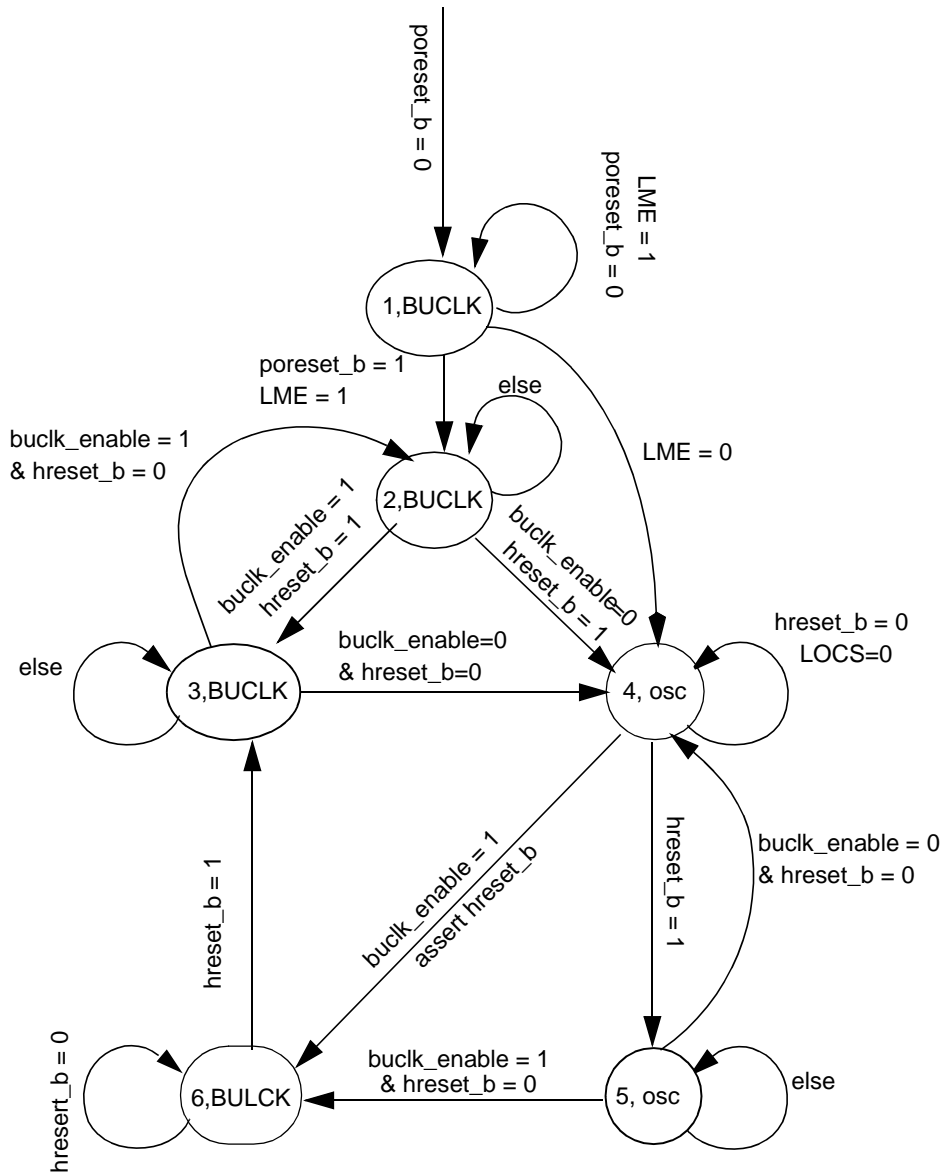 poreset_b = 0
LME = 1
poreset_b = 0
1,BUCLK
poreset_b = 1
LME = 1
else
buclk_enable = 1
& hreset_b = 0
LME = 0
2,BUCLK
buclk_enable = 1
hreset_b = 1
buclk_enable=0
hreset_b = 1
hreset_b = 0
LOCS=0
else
buclk_enable=0
& hreset_b=0
3,BUCLK
4, osc
buclk_enable = 0
& hreset_b = 0
hreset_b = 1
buclk_enable = 1
assert hreset_b
hreset_b = 1
hresert_b = 0
buclk_enable = 1
& hreset_b = 0
else
6,BULCK
5, osc